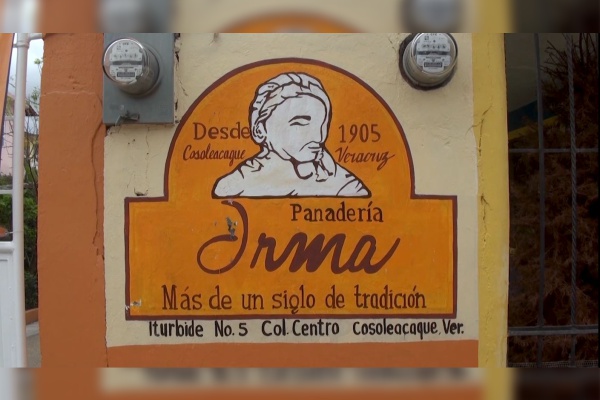 Desde 1905
Cosoleacaque Veracruz
Panadería
Irma
Más de un siglo de tradición
Iturbide No. 5 Col. Centro Cosoleacaque, Ver.